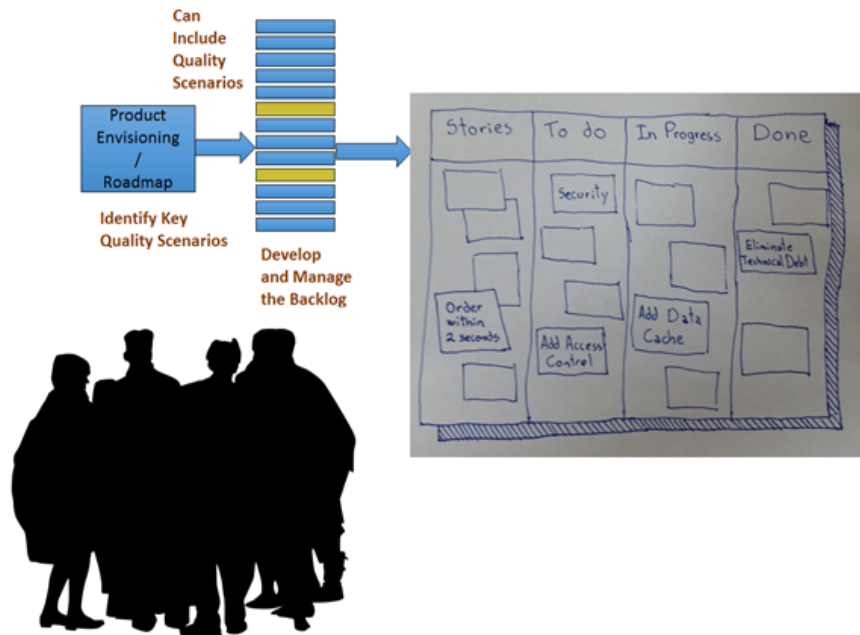 Can
Include
Quality
Scenarios
Product
Envisioning
/
Roadmap
Identify Key
Quality Scenarios
Develop
and Manage
the Backlog
Stories
To do
In Progress
Done
Security
Eliminate
Technical Debt
Order
within
2 seconds
Add Access
Control
Add Data
Cache